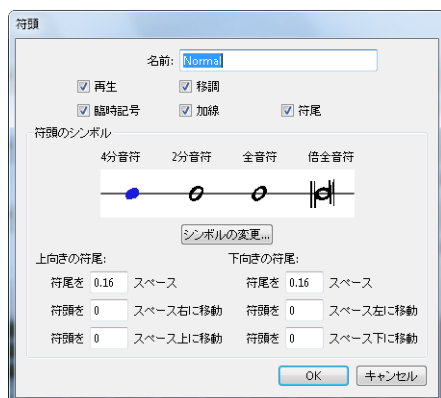 符頭
名前: Normal
再生 移調
臨時記号 加線 符尾
符頭のシンボル
4分音符 2分音符 全音符 倍全音符
シンボルの変更...
上向きの符尾: 下向きの符尾:
符尾を 0.16 スペース 符尾を 0.16 スペース
符頭を 0 スペース右に移動 符頭を 0 スペース左に移動
符頭を 0 スペース上に移動 符頭を 0 スペース下に移動
OK キャンセル